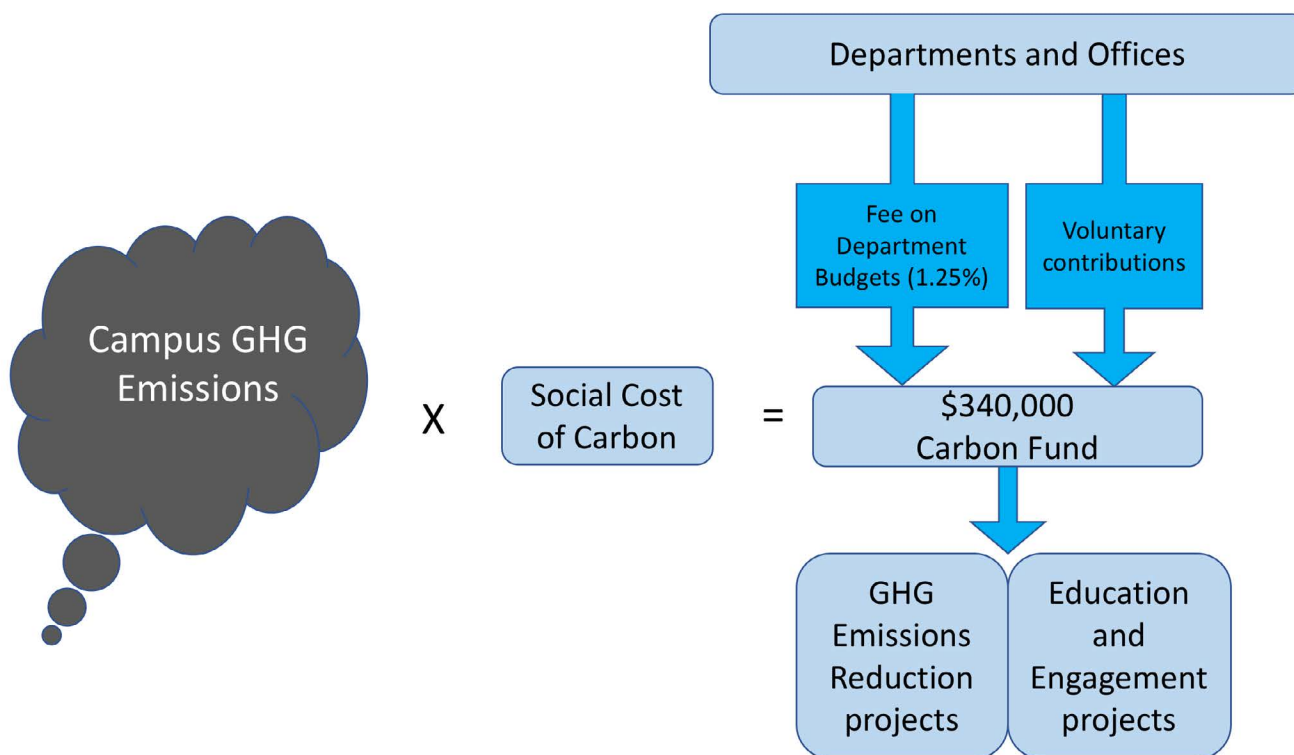 Departments and Offices
Fee on
Department
Budgets (1.25%)
Voluntary
contributions
Campus GHG
Emissions
X
Social Cost
of Carbon
=
$340,000
Carbon Fund
GHG
Emissions
Reduction
projects
Education
and
Engagement
projects